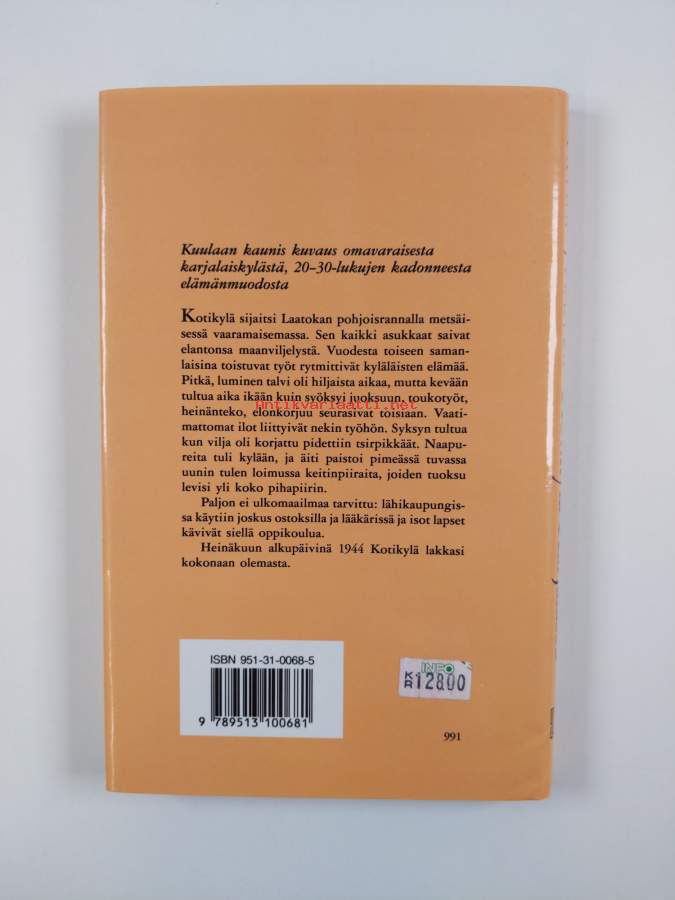 Kuulaan kaunis kuvaus omavaraisesta
karjalaiskylästä, 20–30-lukujen kadonneesta
elämänmuodosta
Kotikylä sijaitsi Laatokan pohjoisrannalla metsäi-
sessä vaaramaisemassa. Sen kaikki asukkaat saivat
elantonsa maanviljelystä. Vuodesta toiseen saman-
laisina toistuvat työt rytmittivät kyläläisten elämää.
Pitkä, luminen talvi oli hiljaista aikaa, mutta kevään
tultua aika ikään kuin syöksyi juoksuun, toukotyöt,
Antikvariaatti.net
heinänteko, elonkorjuu seurasivat toisiaan. Vaati-
mattomat ilot liittyivät nekin työhön. Syksyn tultua
kun vilja oli korjattu pidettiin tsirpikkäät. Naapu-
reita tuli kylään, ja äiti paistoi pimeässä tuvassa
uunin tulen loimussa keitinpiiraita, joiden tuoksu
levisi yli koko pihapiirin.
Paljon ei ulkomaailmaa tarvittu: lähikaupungis-
sa käytiin joskus ostoksilla ja lääkärissä ja isot lapset
kävivät siellä oppikoulua.
Heinäkuun alkupäivinä 1944 Kotikylä lakkasi
kokonaan olemasta.
ISBN 951-31-0068-5
9 789513 100681
INFO
KR 12800
991